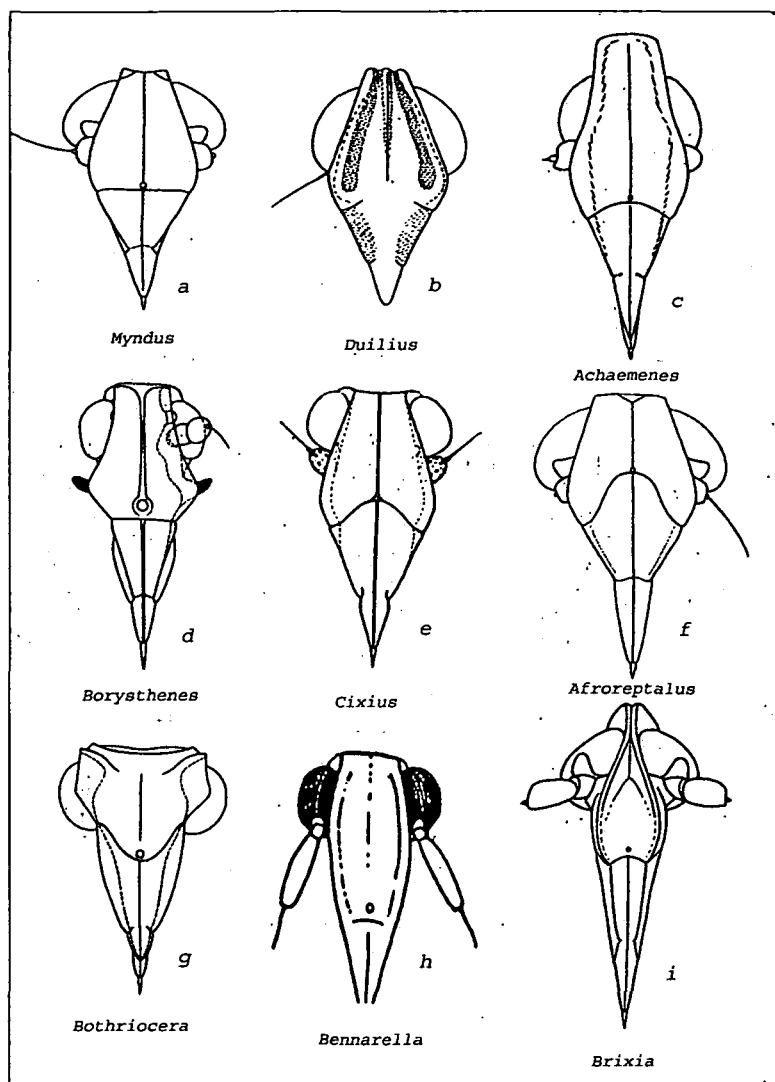 a
Myndus
b
Duilius
c
Achaemenes
d
Borysthenes
e
Cixius
f
Afroreptalus
g
Bothriocera
h
Bennarella
i
Brixia